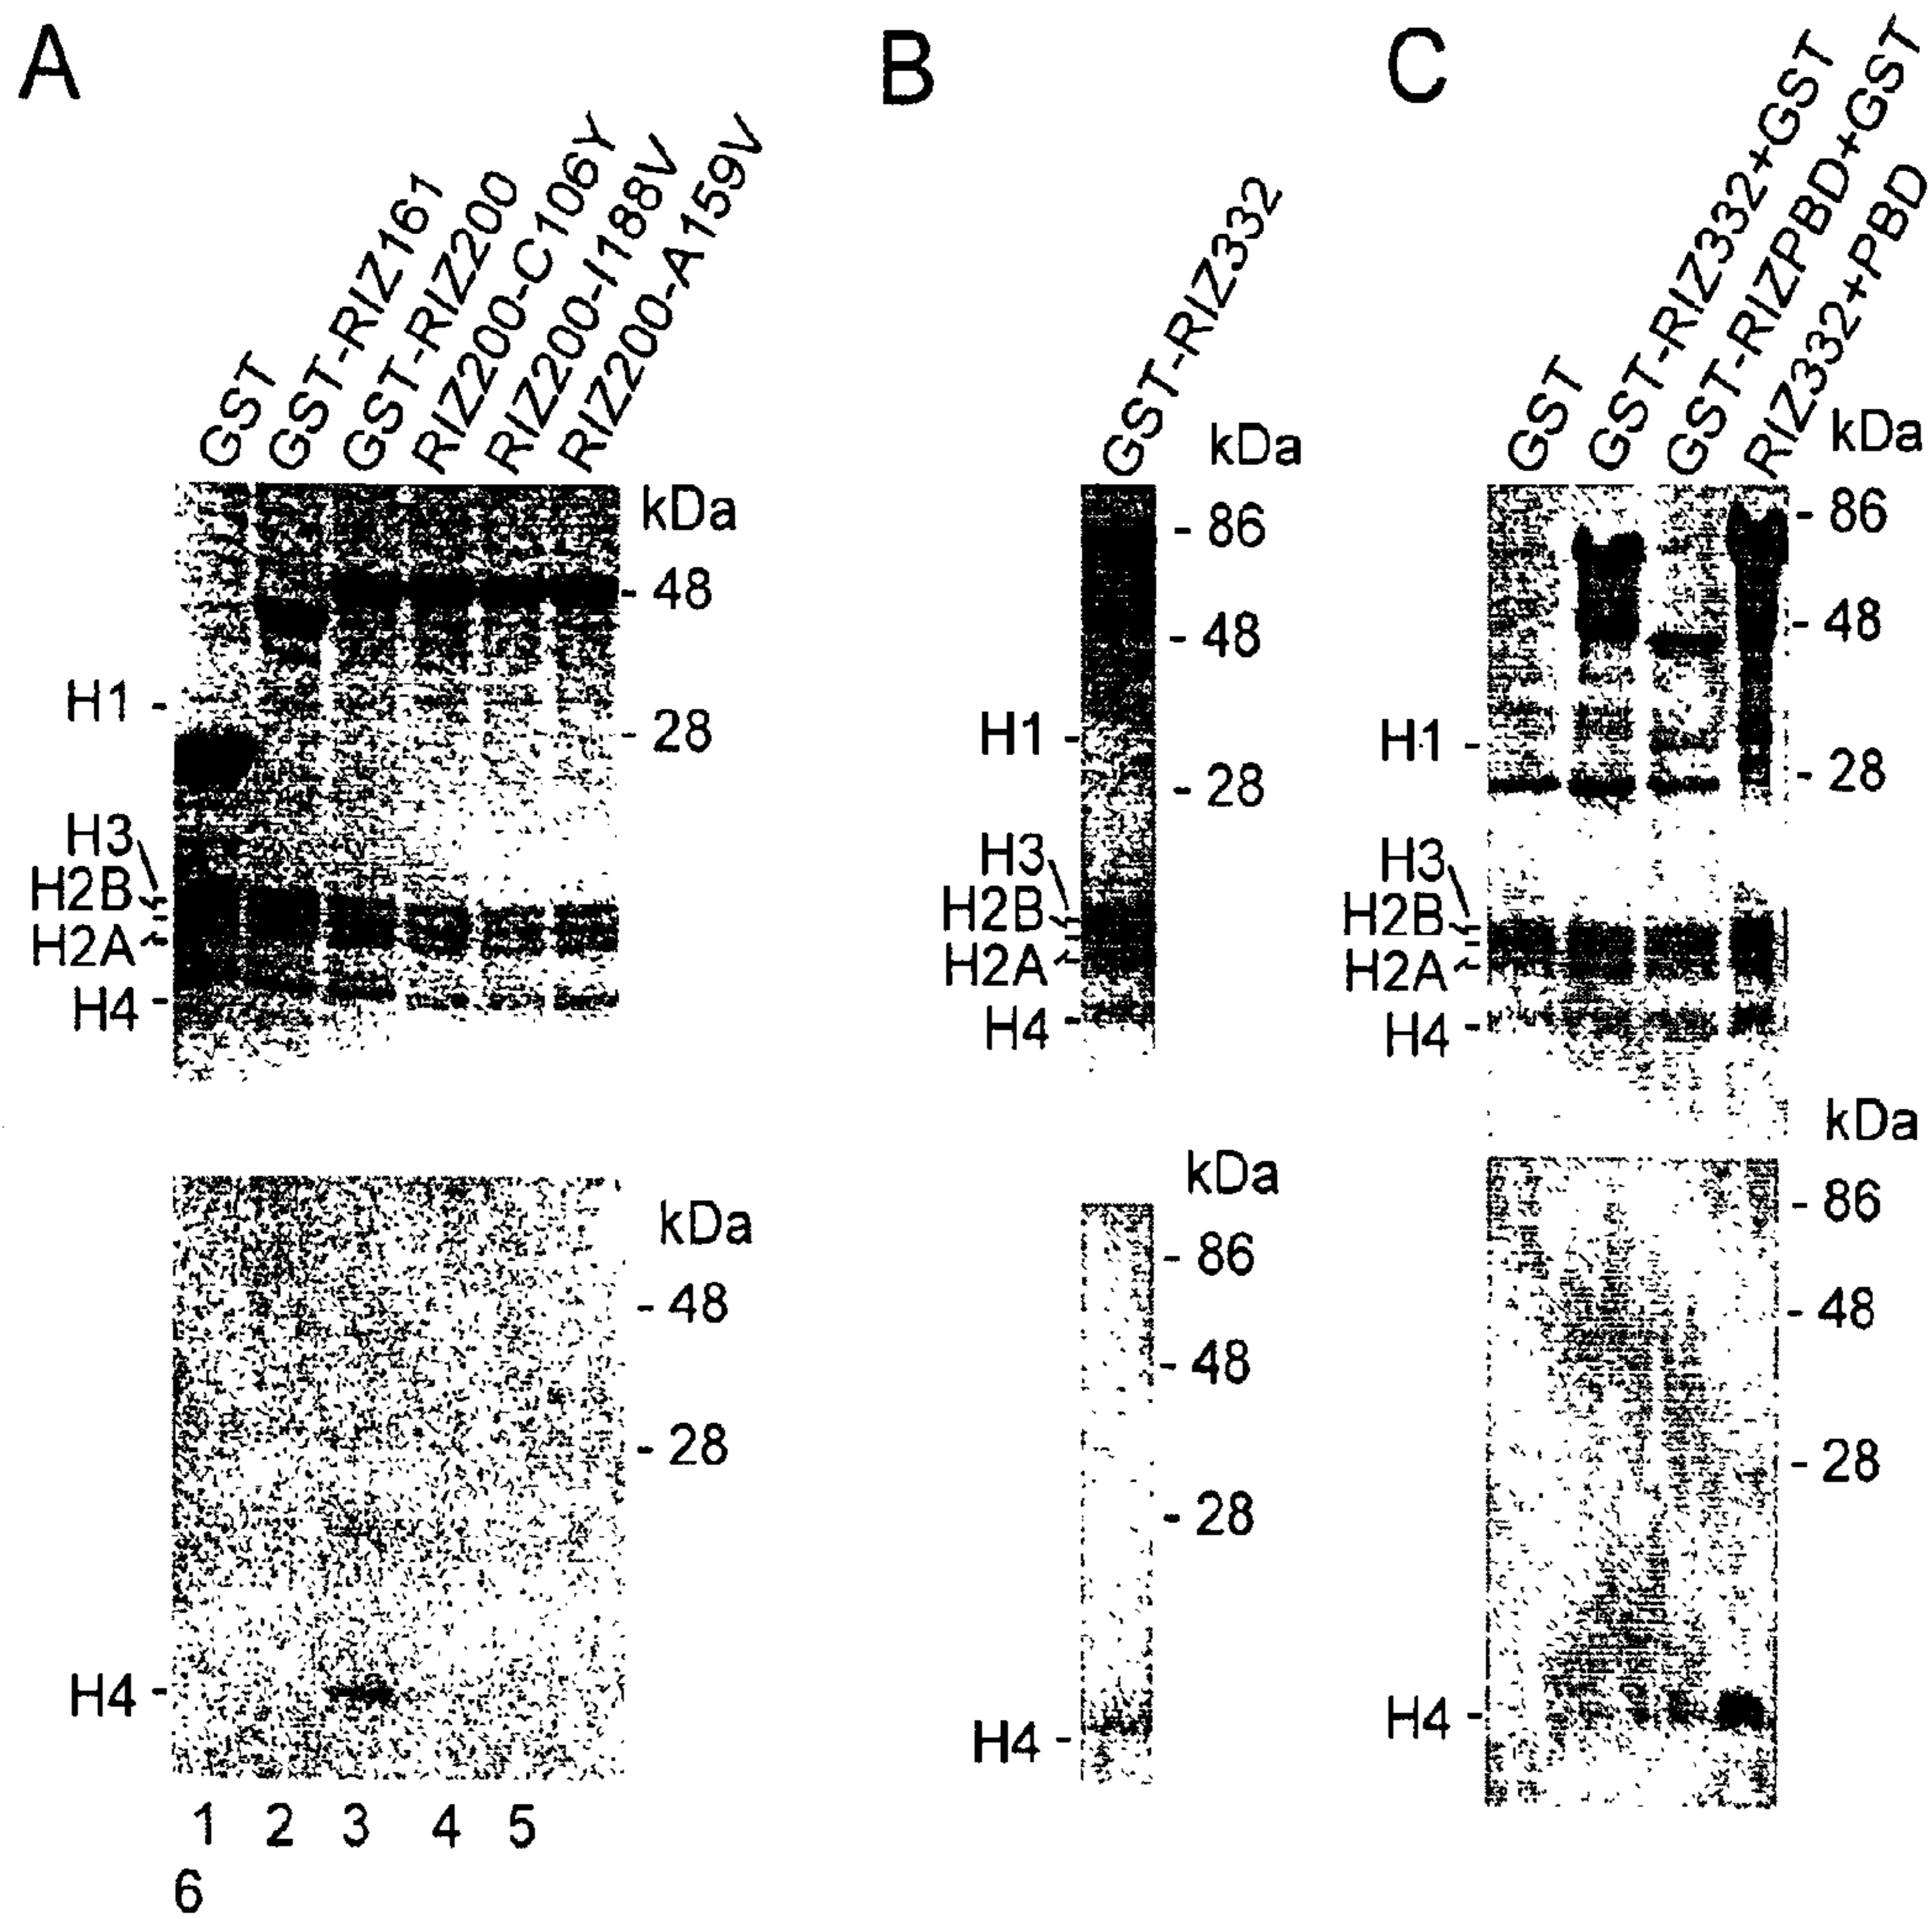 A
GST
GST-RIZ161
GST-RIZ200
RIZ200-C106Y
RIZ200-I188V
RIZ200-A159V
kDa
- 48
H1 -
- 28
H3
H2B
H2A
H4 -
kDa
- 48
- 28
H4 -
1 2 3 4 5
6
B
GST-RIZ332
kDa
- 86
- 48
H1 -
- 28
H3
H2B
H2A
H4 -
kDa
- 86
- 48
- 28
H4 -
C
GST
GST-RIZ332+GST
GST-RIZPBD+GST
RIZ332+PBD
kDa
- 86
- 48
H1 -
- 28
H3
H2B
H2A
H4 -
kDa
- 86
- 48
- 28
H4 -